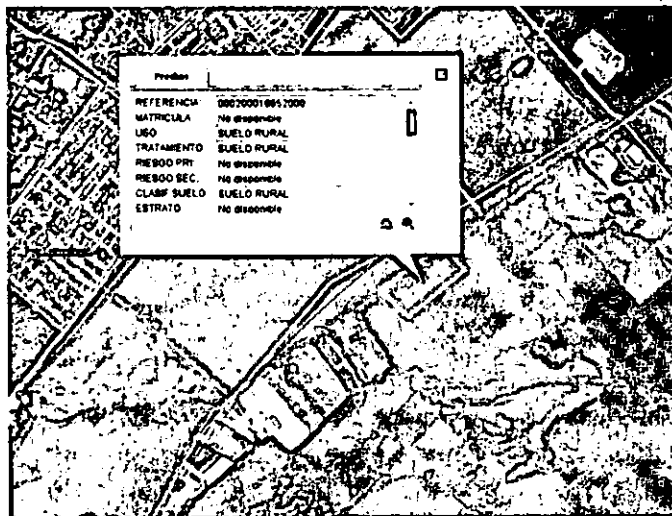 Predios
REFERENCIA 000200010052000
MATRICULA No disponible
USO SUELO RURAL
TRATAMIENTO SUELO RURAL
RIESGO PRI No disponible
RIESGO SEC. No disponible
CLASIF SUELO SUELO RURAL
ESTRATO No disponible